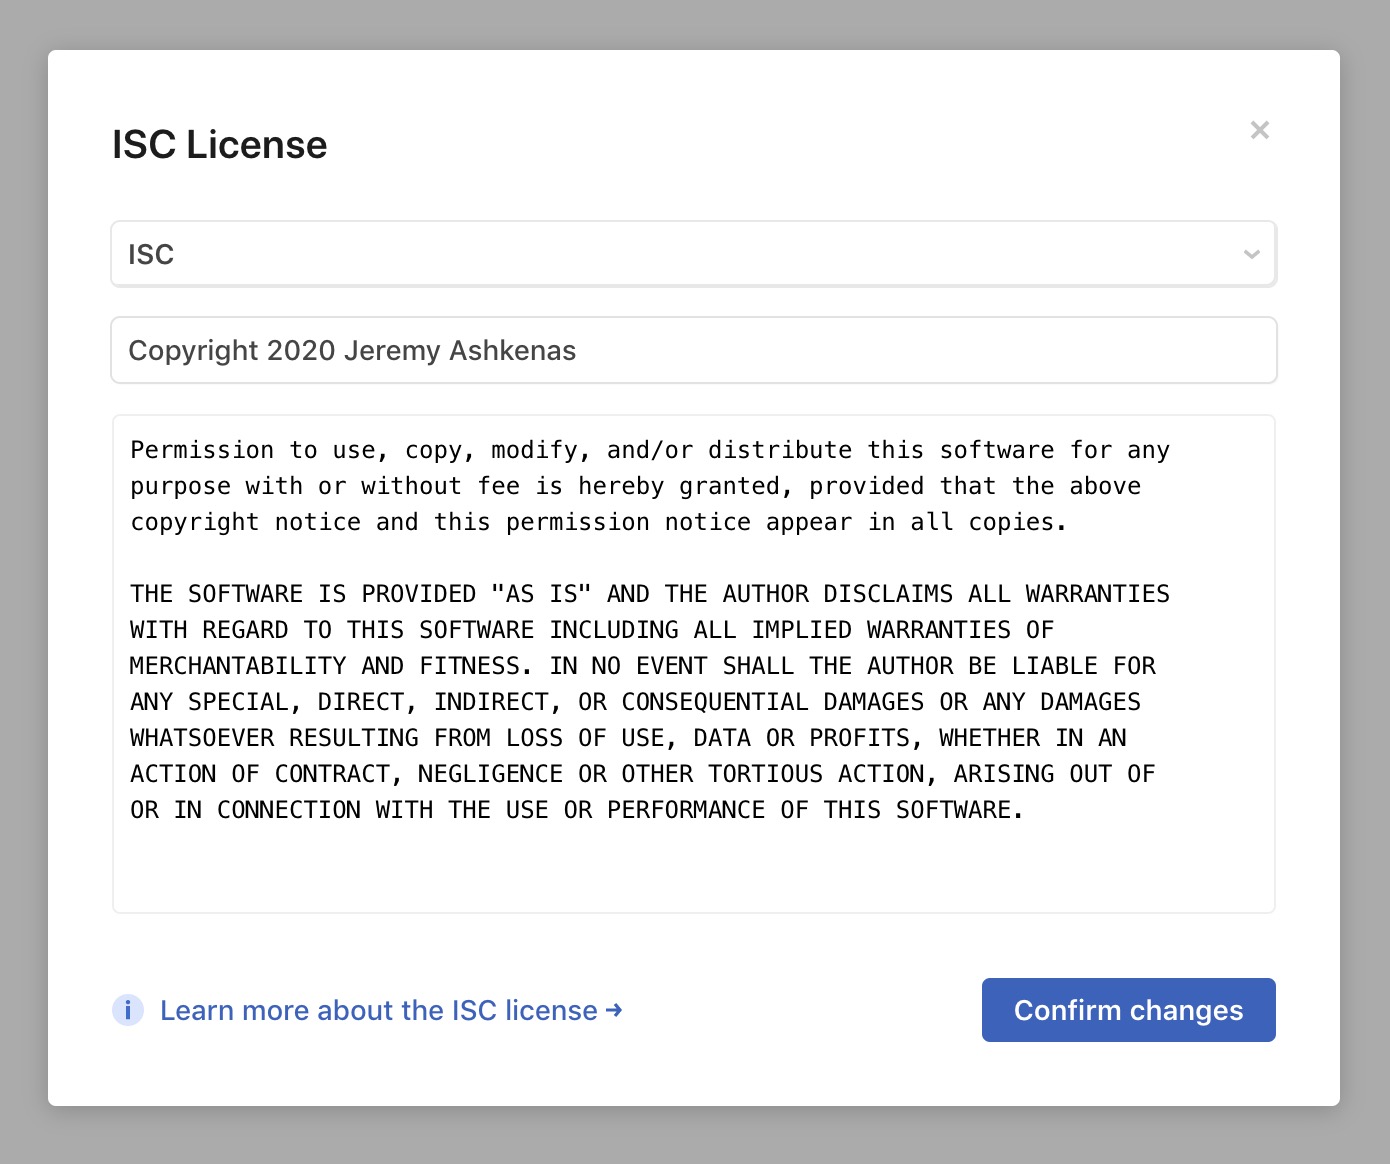 ISC License
ISC
Copyright 2020 Jeremy Ashkenas
Permission to use, copy, modify, and/or distribute this software for any
purpose with or without fee is hereby granted, provided that the above
copyright notice and this permission notice appear in all copies.
THE SOFTWARE IS PROVIDED "AS IS" AND THE AUTHOR DISCLAIMS ALL WARRANTIES
WITH REGARD TO THIS SOFTWARE INCLUDING ALL IMPLIED WARRANTIES OF
MERCHANTABILITY AND FITNESS. IN NO EVENT SHALL THE AUTHOR BE LIABLE FOR
ANY SPECIAL, DIRECT, INDIRECT, OR CONSEQUENTIAL DAMAGES OR ANY DAMAGES
WHATSOEVER RESULTING FROM LOSS OF USE, DATA OR PROFITS, WHETHER IN AN
ACTION OF CONTRACT, NEGLIGENCE OR OTHER TORTIOUS ACTION, ARISING OUT OF
OR IN CONNECTION WITH THE USE OR PERFORMANCE OF THIS SOFTWARE.
Learn more about the ISC license →
Confirm changes